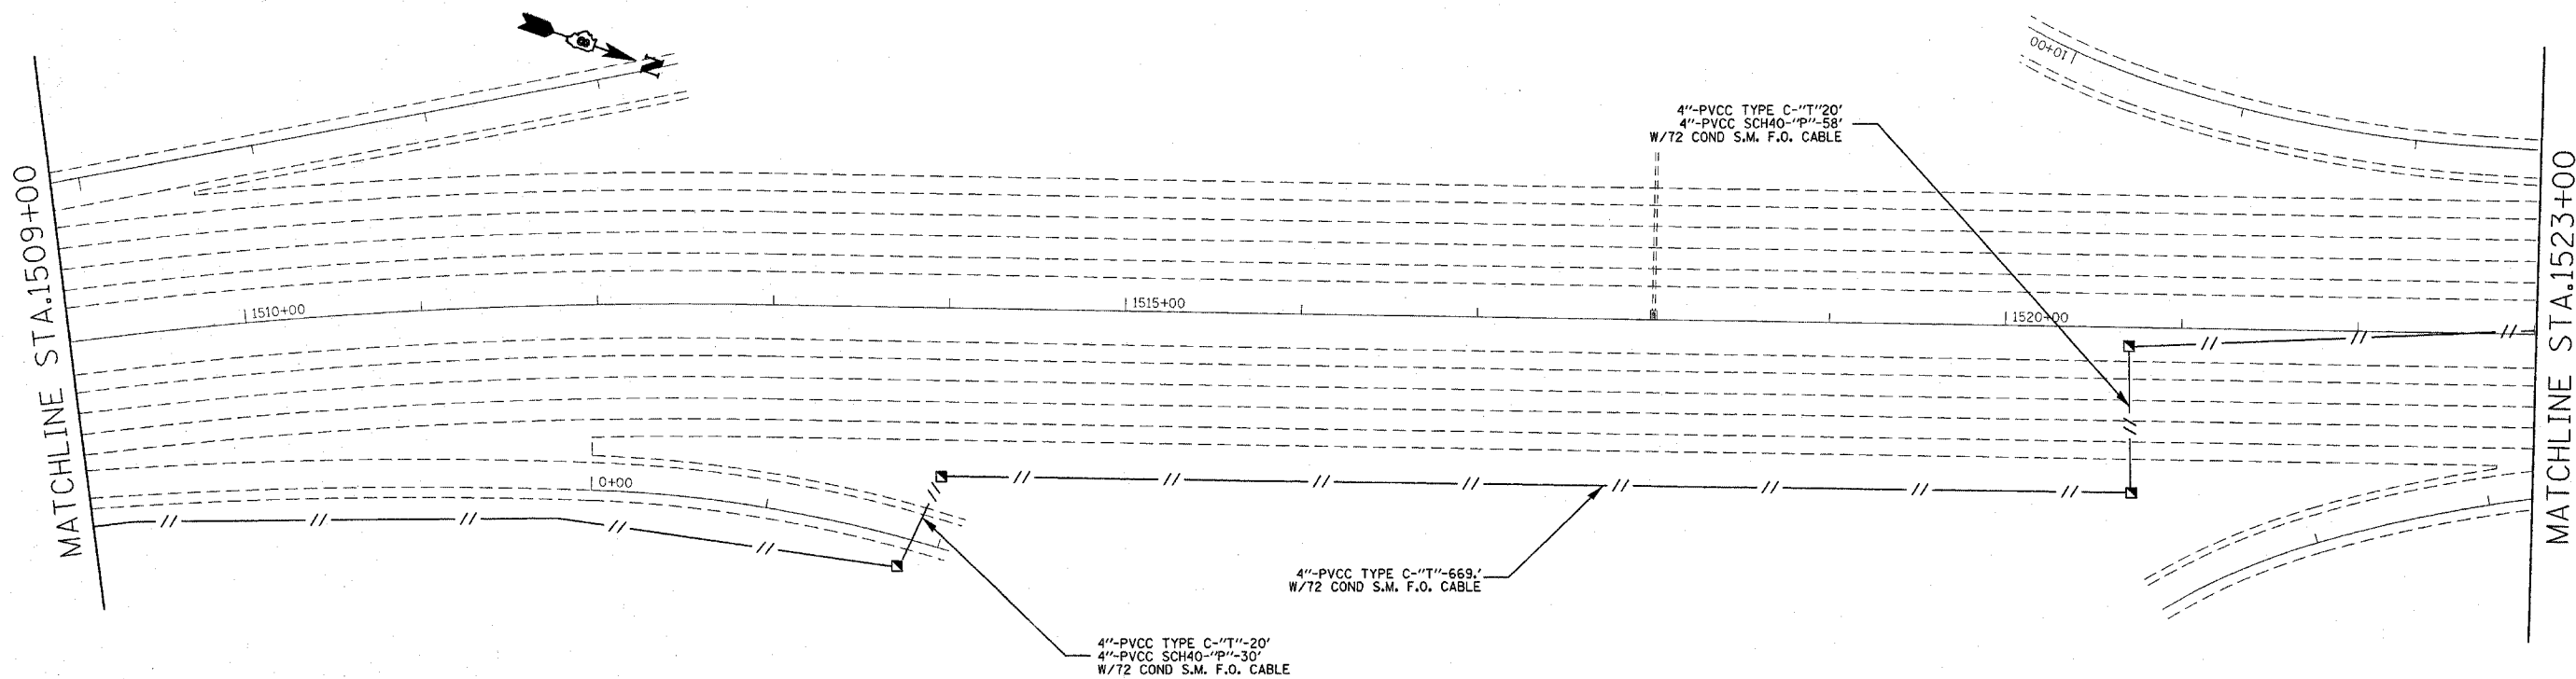 N
10+00
4"-PVCC TYPE C-"T"20'
4"-PVCC SCH40-"P"-58'
W/72 COND S.M. F.O. CABLE
MATCHLINE STA.1509+00
MATCHLINE STA.1523+00
1510+00
1515+00
1520+00
0+00
4"-PVCC TYPE C-"T"-669.'
W/72 COND S.M. F.O. CABLE
4"-PVCC TYPE C-"T"-20'
4"-PVCC SCH40-"P"-30'
W/72 COND S.M. F.O. CABLE